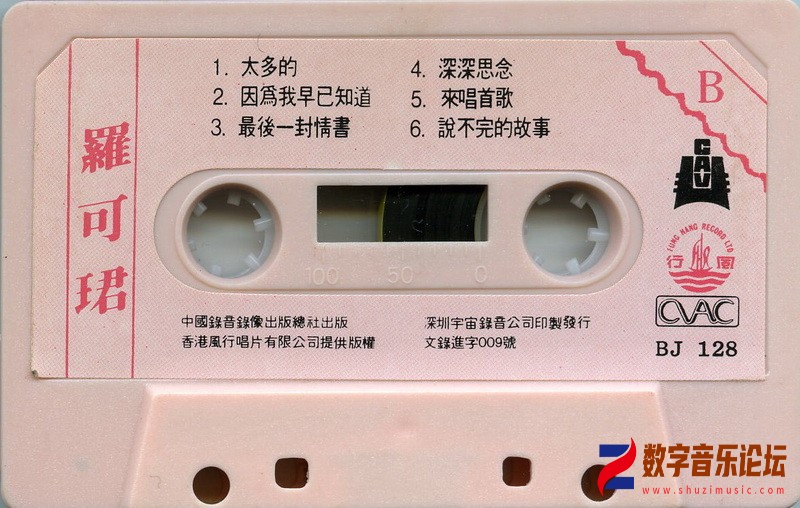 羅可珺
1. 太多的
2. 因爲我早已知道
3. 最後一封情書
4. 深深思念
5. 來唱首歌
6. 說不完的故事
B
CAV
FUNG HANG RECORD LTD
行風
CVAC
BJ 128
100 50 0
中國錄音錄像出版總社出版
香港風行唱片有限公司提供版權
深圳宇宙錄音公司印製發行
文錄進字009號
数字音乐论坛
www.shuzimusic.com